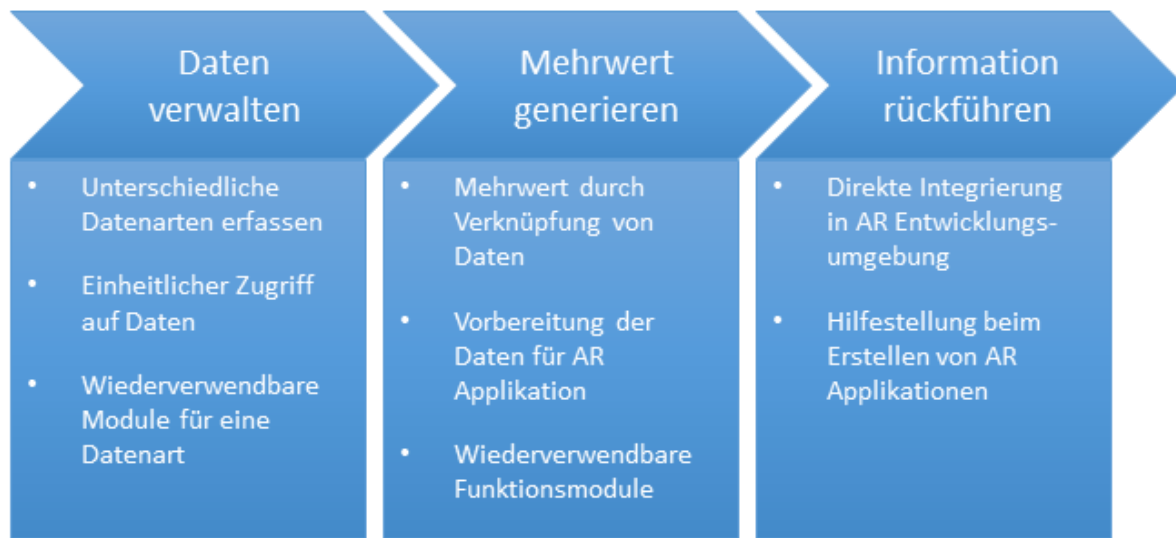 Daten
verwalten
• Unterschiedliche
Datenarten erfassen
• Einheitlicher Zugriff
auf Daten
• Wiederverwendbare
Module für eine
Datenart
Mehrwert
generieren
• Mehrwert durch
Verknüpfung von
Daten
• Vorbereitung der
Daten für AR
Applikation
• Wiederverwendbare
Funktionsmodule
Information
rückführen
• Direkte Integrierung
in AR Entwicklungs-
umgebung
• Hilfestellung beim
Erstellen von AR
Applikationen